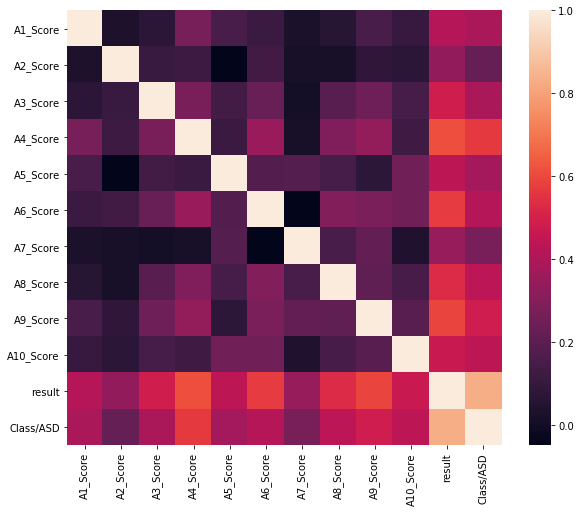 A1_Score
A2_Score
A3_Score
A4_Score
A5_Score
A6_Score
A7_Score
A8_Score
A9_Score
A10_Score
result
Class/ASD
A1_Score
A2_Score
A3_Score
A4_Score
A5_Score
A6_Score
A7_Score
A8_Score
A9_Score
A10_Score
result
Class/ASD
1.0
0.8
0.6
0.4
0.2
0.0